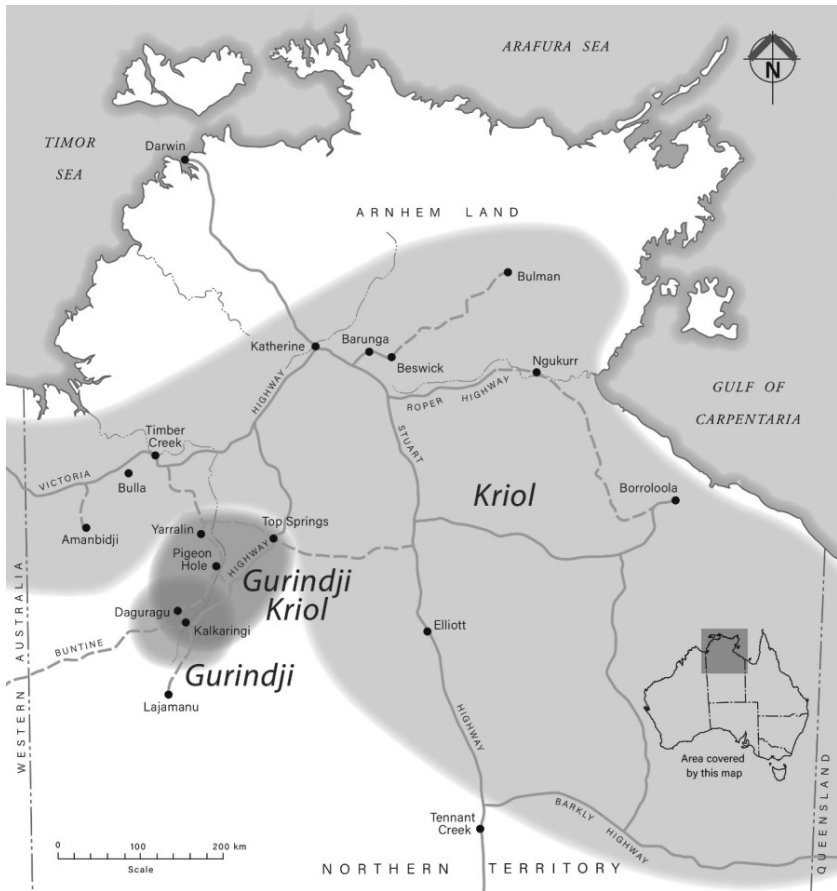 ARAFURA SEA
N
TIMOR
SEA
Darwin
ARNHEM LAND
Bulman
Katherine
Barunga
Beswick
Ngukurr
ROPER HIGHWAY
GULF OF
CARPENTARIA
HIGHWAY
STUART
Timber
Creek
VICTORIA
Bulla
Kriol
Borroloola
Amanbidji
Yarralin
Top Springs
Pigeon
Hole
HIGHWAY
Gurindji
Kriol
Daguragu
Kalkaringi
Elliott
BUNTINE
Gurindji
Lajamanu
WESTERN AUSTRALIA
HIGHWAY
Area covered
by this map
QUEENSLAND
Tennant
Creek
BARKLY HIGHWAY
0 100 200 km
Scale
NORTHERN TERRITORY